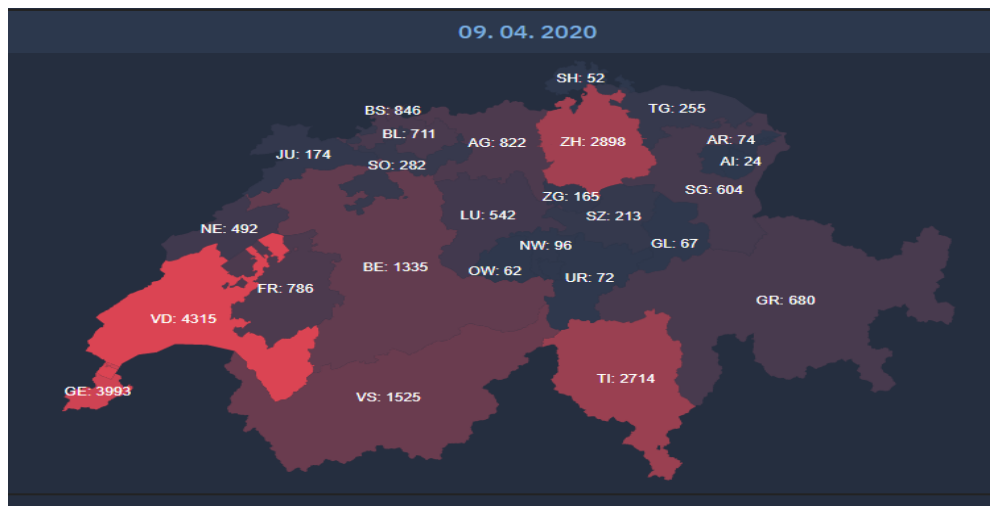 09. 04. 2020
SH: 52
BS: 846
TG: 255
BL: 711
AG: 822
ZH: 2898
AR: 74
JU: 174
SO: 282
AI: 24
ZG: 165
SG: 604
LU: 542
SZ: 213
NE: 492
NW: 96
GL: 67
BE: 1335
OW: 62
UR: 72
FR: 786
GR: 680
VD: 4315
TI: 2714
GE: 3993
VS: 1525